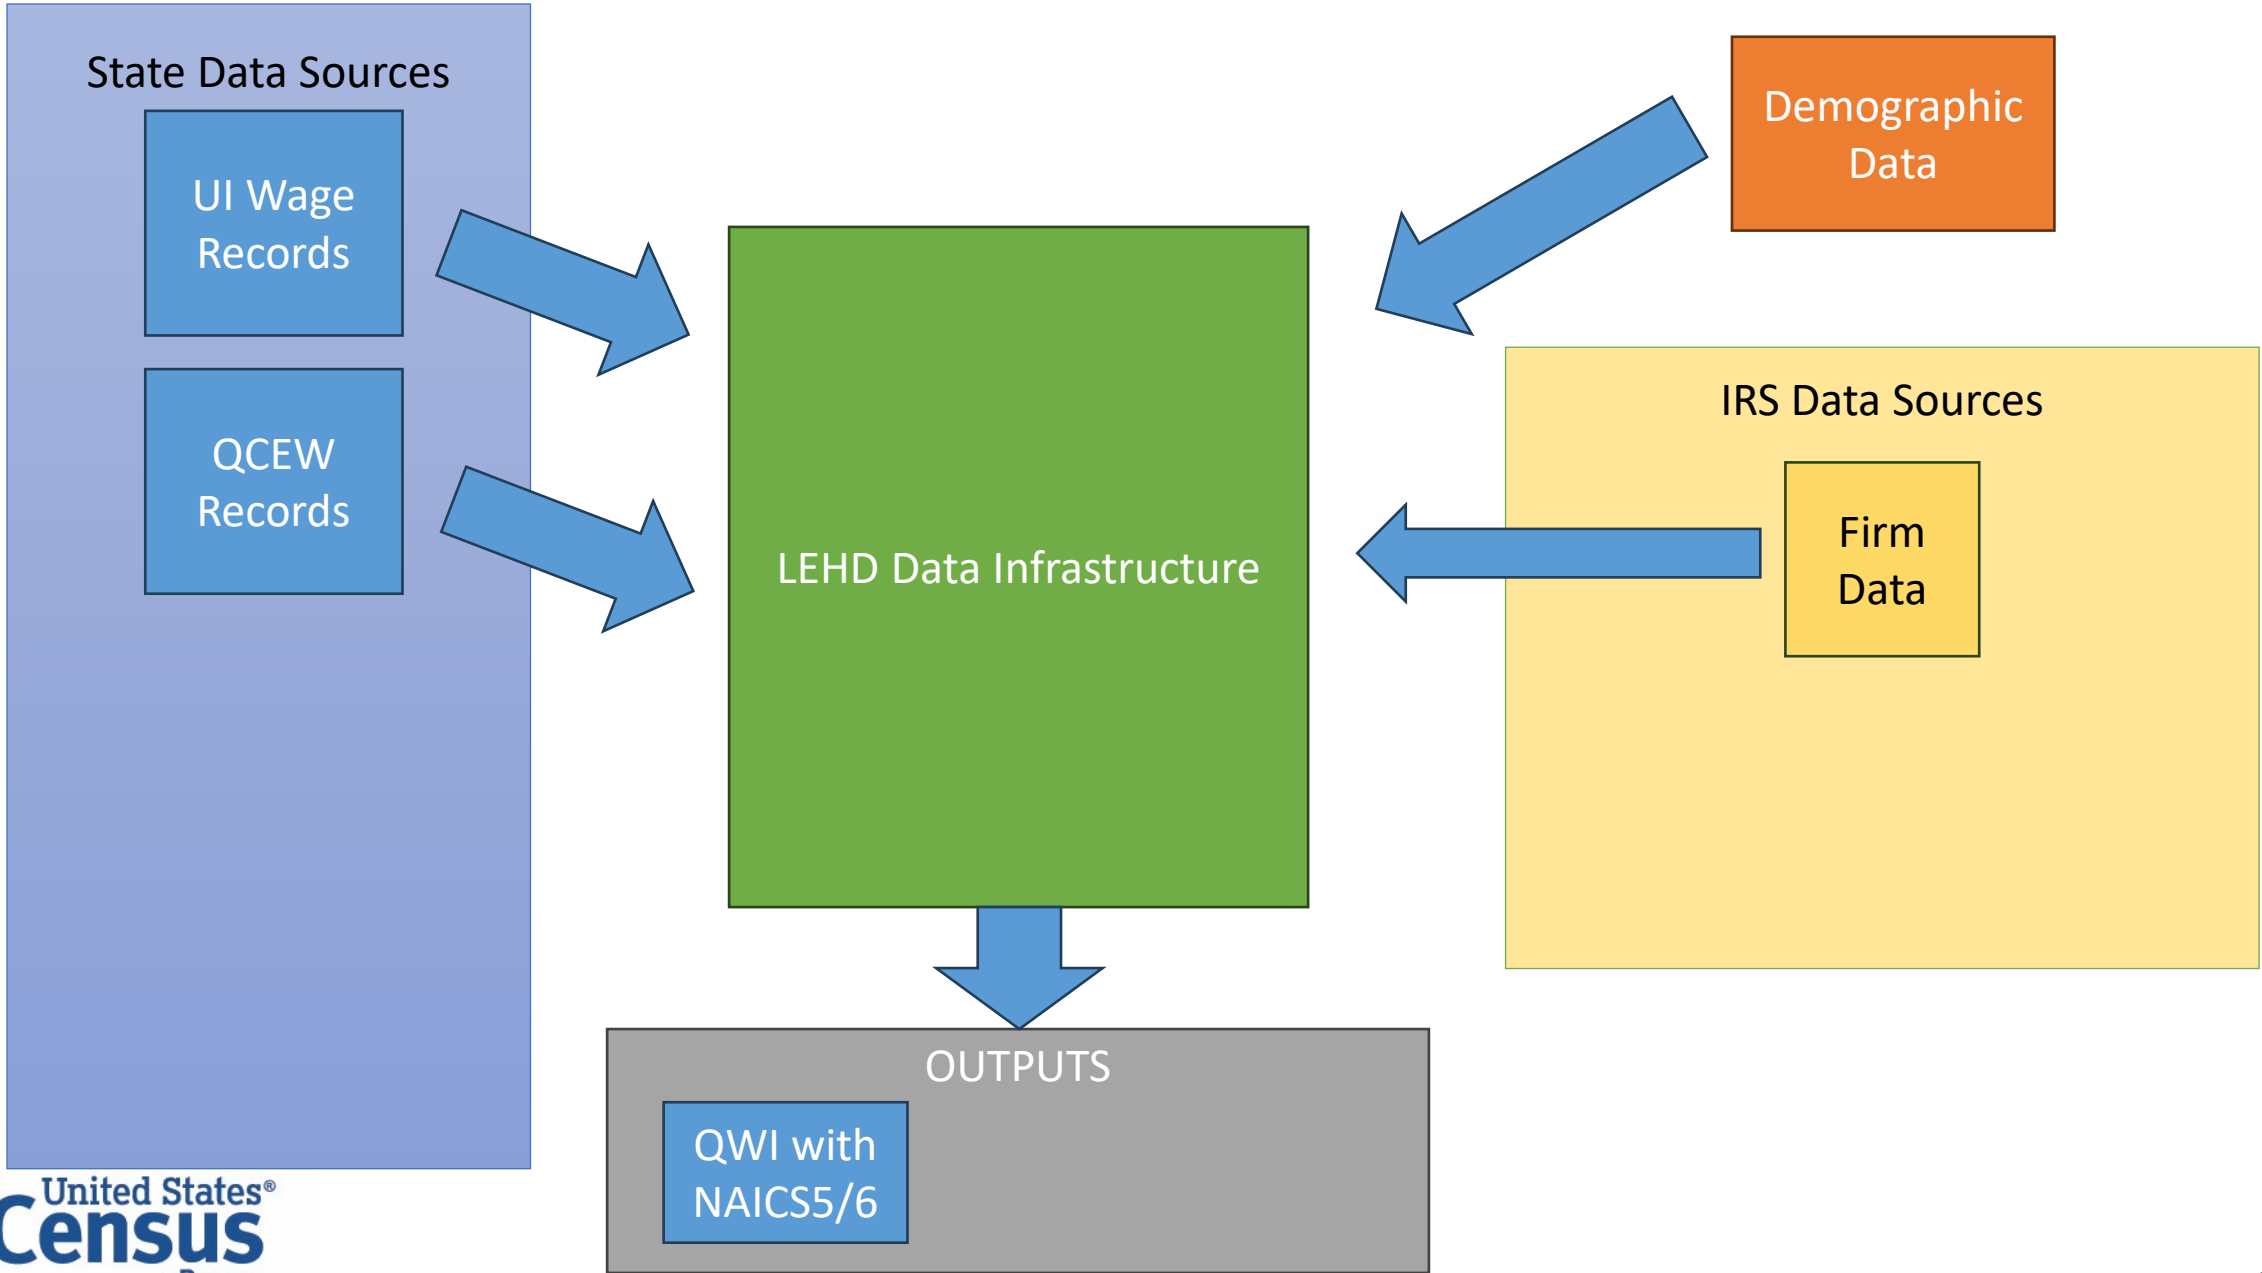 State Data Sources
UI Wage
Records
QCEW
Records
LEHD Data Infrastructure
Demographic
Data
IRS Data Sources
Firm
Data
OUTPUTS
QWI with
NAICS5/6
United States®
Census